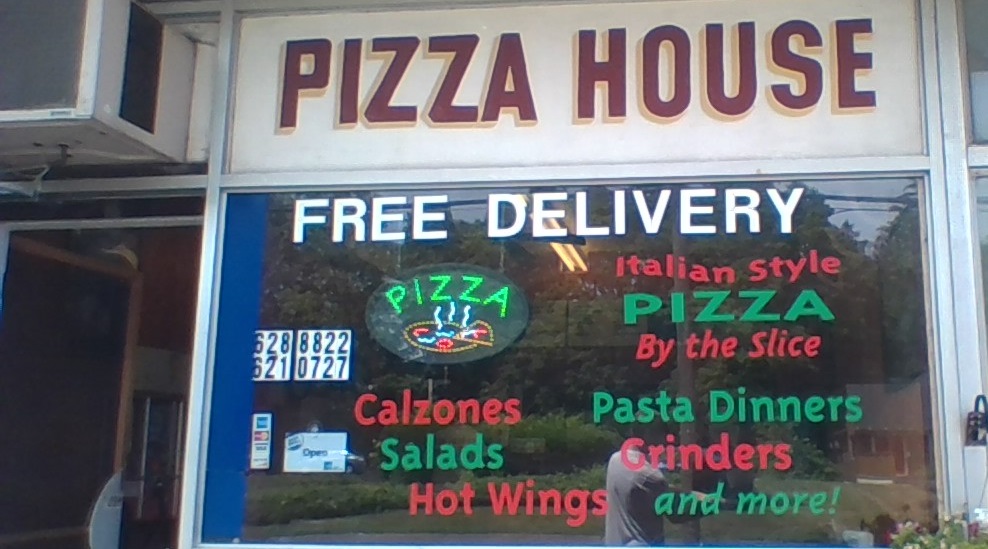 PIZZA HOUSE
FREE DELIVERY
PIZZA
Italian Style
PIZZA
By the Slice
628 8822
621 0727
Calzones
Pasta Dinners
Salads
Grinders
Hot Wings
and more!
Open